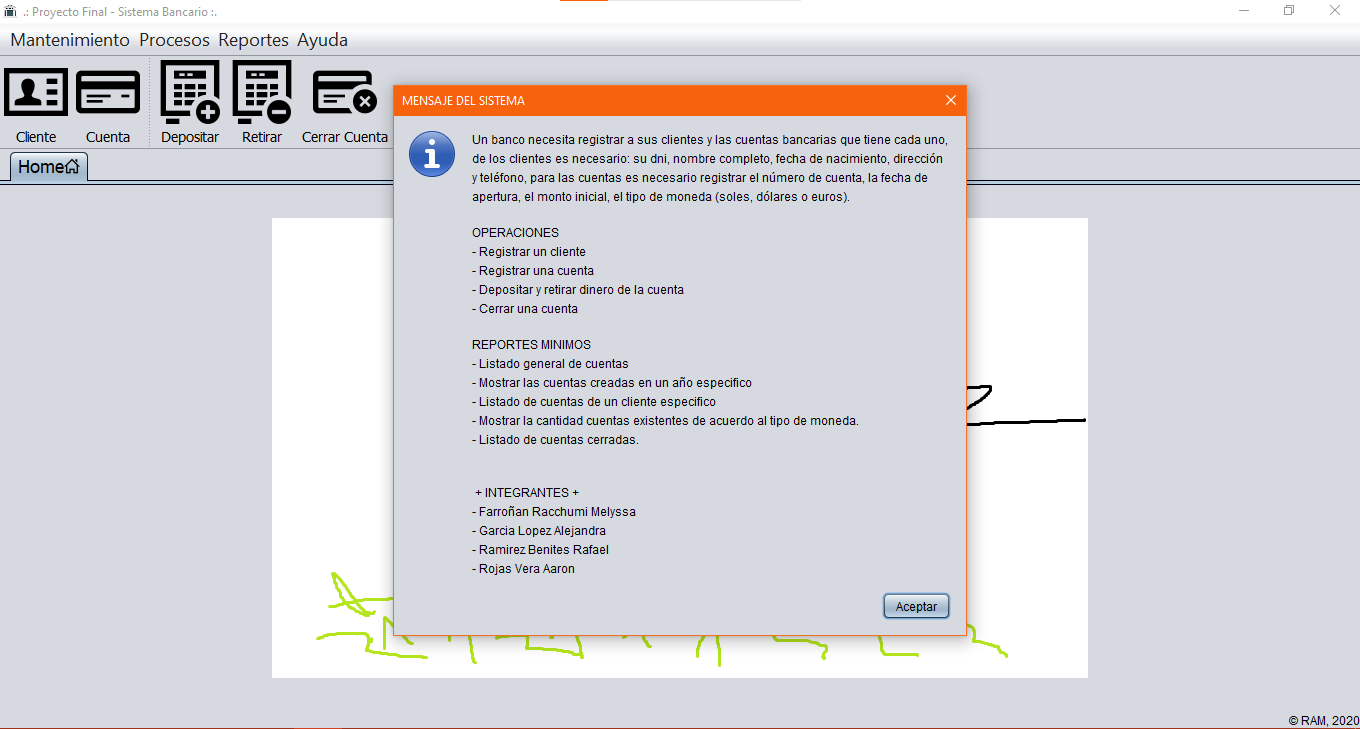 .: Proyecto Final - Sistema Bancario :.
Mantenimiento Procesos Reportes Ayuda
Cliente Cuenta Depositar Retirar Cerrar Cuenta
Home
MENSAJE DEL SISTEMA
Un banco necesita registrar a sus clientes y las cuentas bancarias que tiene cada uno,
de los clientes es necesario: su dni, nombre completo, fecha de nacimiento, dirección
y teléfono, para las cuentas es necesario registrar el número de cuenta, la fecha de
apertura, el monto inicial, el tipo de moneda (soles, dólares o euros).
OPERACIONES
- Registrar un cliente
- Registrar una cuenta
- Depositar y retirar dinero de la cuenta
- Cerrar una cuenta
REPORTES MINIMOS
- Listado general de cuentas
- Mostrar las cuentas creadas en un año especifico
- Listado de cuentas de un cliente especifico
- Mostrar la cantidad cuentas existentes de acuerdo al tipo de moneda.
- Listado de cuentas cerradas.
+ INTEGRANTES +
- Farroñan Racchumi Melyssa
- Garcia Lopez Alejandra
- Ramirez Benites Rafael
- Rojas Vera Aaron
Aceptar
© RAM, 2020